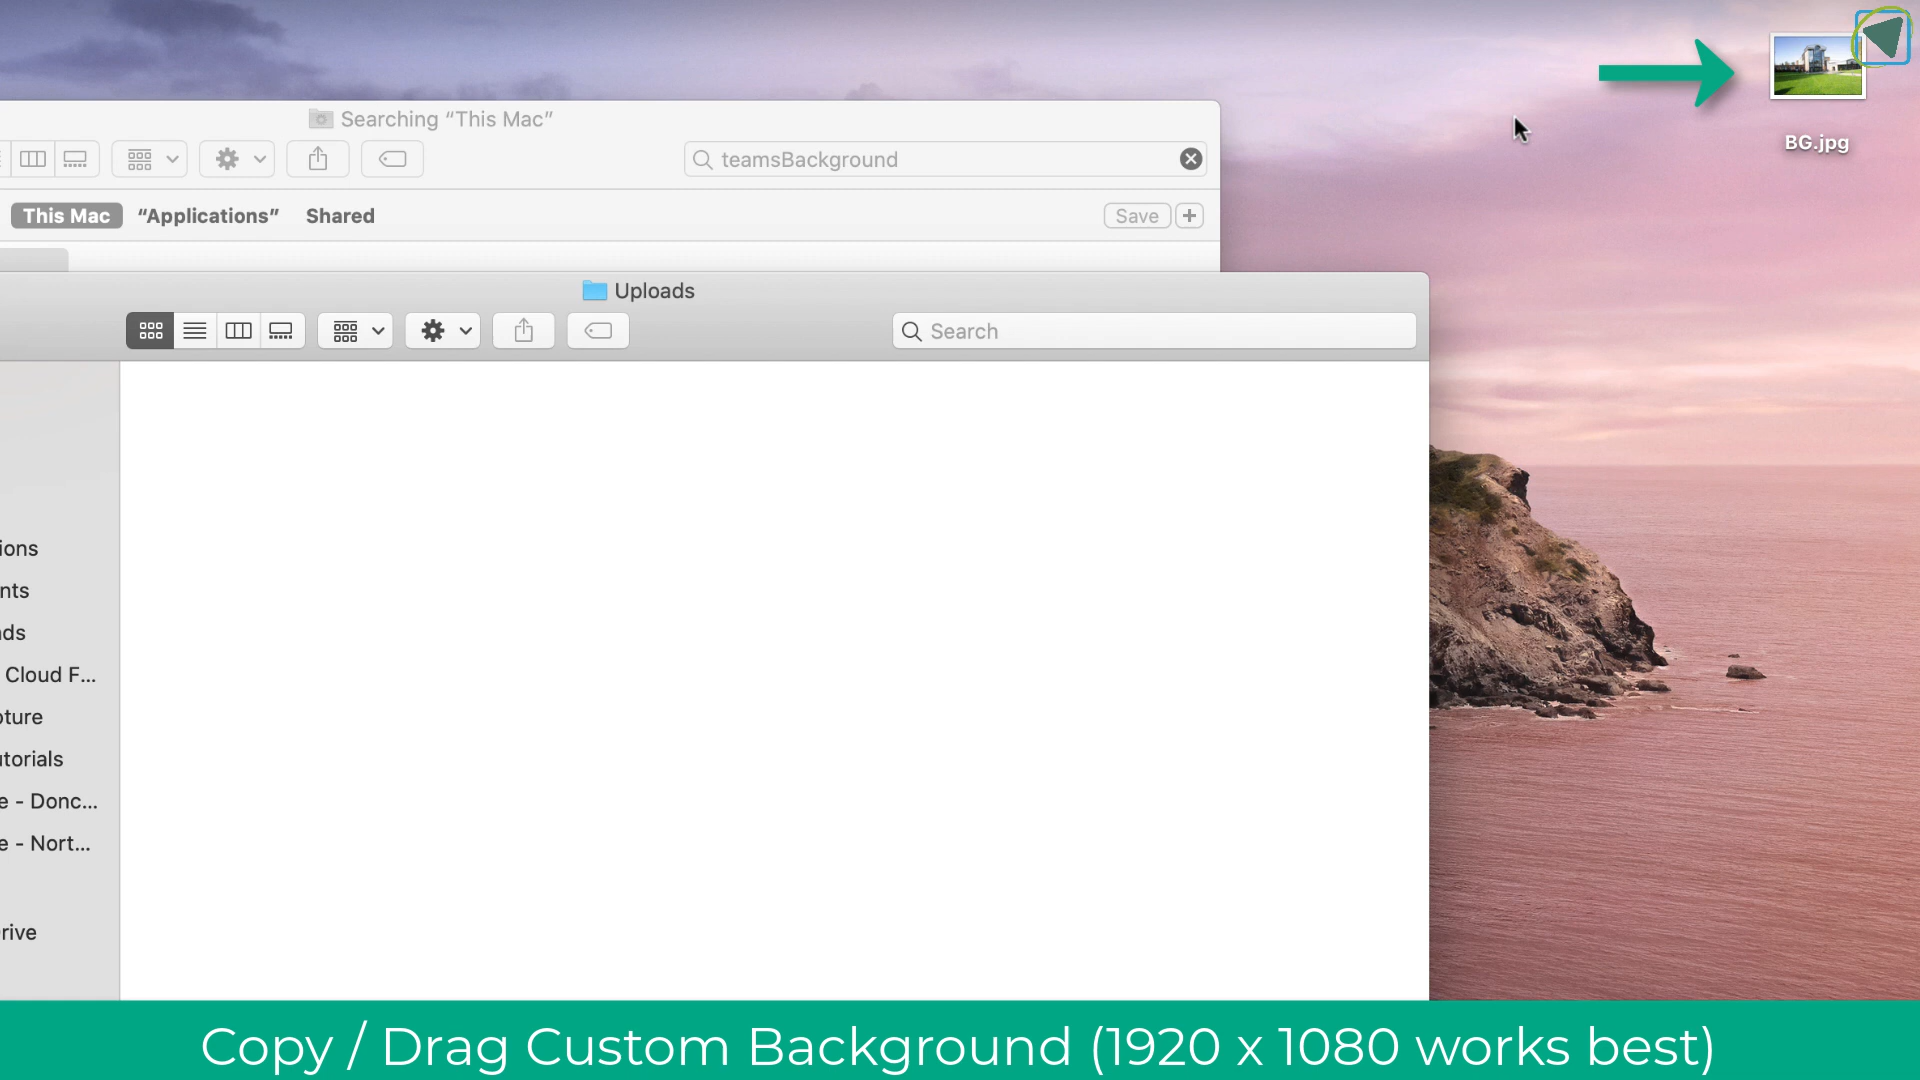 Searching “This Mac”
teamsBackground
This Mac “Applications” Shared Save
BG.jpg
Uploads
Search
ions
nts
ds
Cloud F...
ture
torials
e - Donc...
e - Nort...
rive
Copy / Drag Custom Background (1920 x 1080 works best)